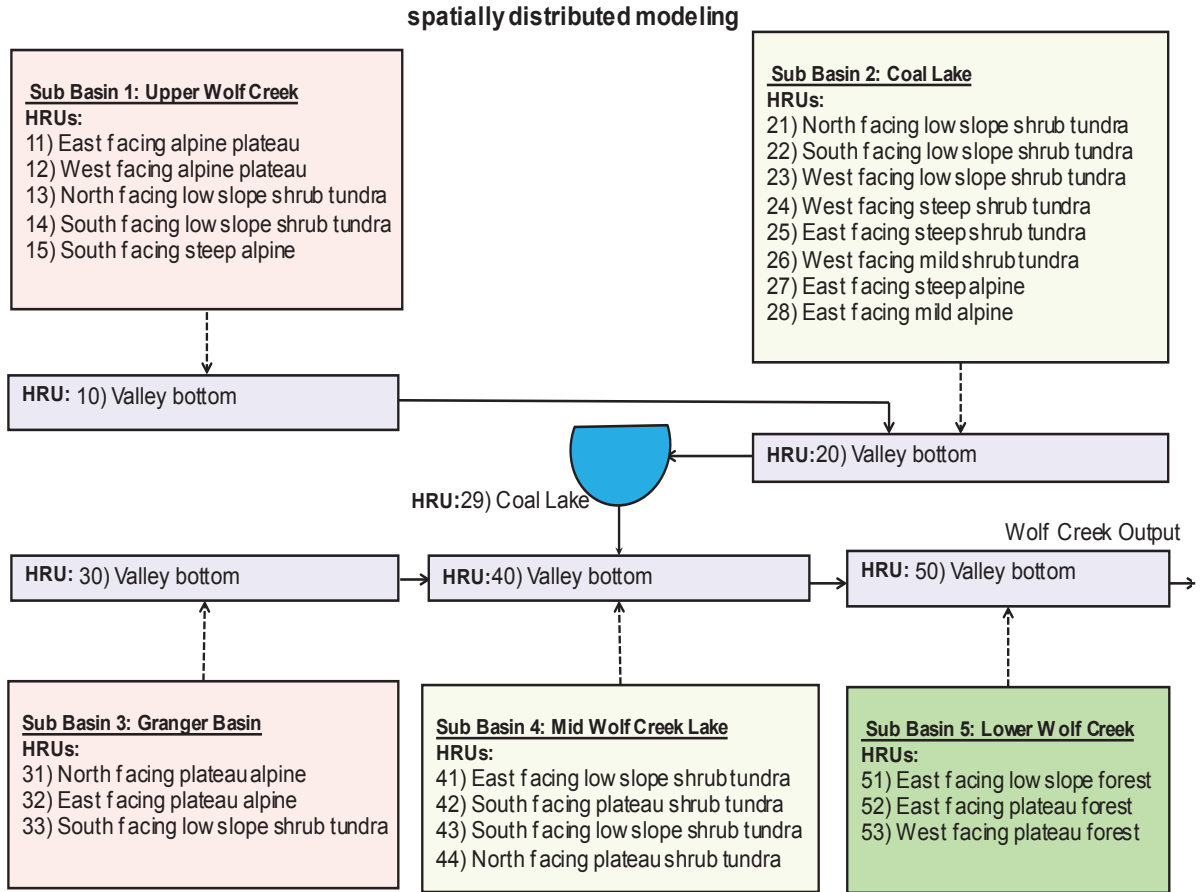 spatially distributed modeling
Sub Basin 1: Upper Wolf Creek
HRUs:
11) East facing alpine plateau
12) West facing alpine plateau
13) North facing low slope shrub tundra
14) South facing low slope shrub tundra
15) South facing steep alpine
Sub Basin 2: Coal Lake
HRUs:
21) North facing low slope shrub tundra
22) South facing low slope shrub tundra
23) West facing low slope shrub tundra
24) West facing steep shrub tundra
25) East facing steep shrub tundra
26) West facing mild shrub tundra
27) East facing steep alpine
28) East facing mild alpine
HRU: 10) Valley bottom
HRU:20) Valley bottom
HRU:29) Coal Lake
Wolf Creek Output
HRU: 30) Valley bottom
HRU:40) Valley bottom
HRU: 50) Valley bottom
Sub Basin 3: Granger Basin
HRUs:
31) North facing plateau alpine
32) East facing plateau alpine
33) South facing low slope shrub tundra
Sub Basin 4: Mid Wolf Creek Lake
HRUs:
41) East facing low slope shrub tundra
42) South facing plateau shrub tundra
43) South facing low slope shrub tundra
44) North facing plateau shrub tundra
Sub Basin 5: Lower Wolf Creek
HRUs:
51) East facing low slope forest
52) East facing plateau forest
53) West facing plateau forest